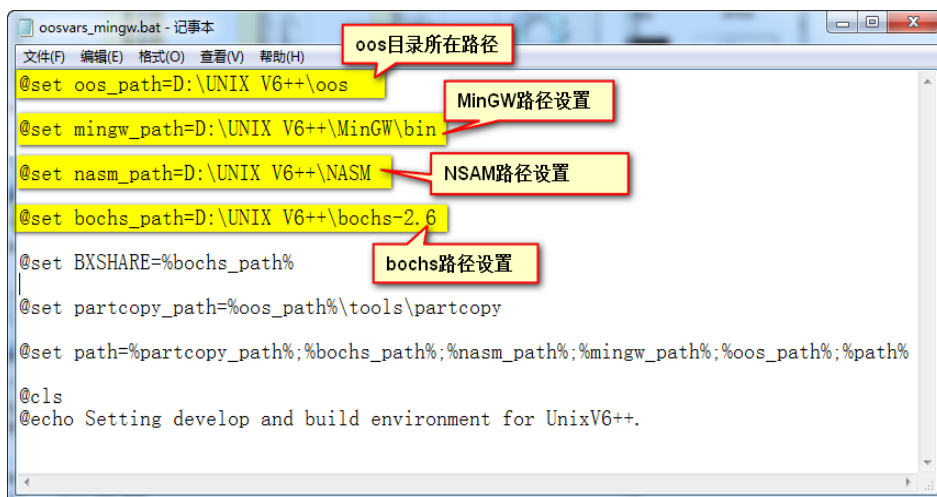 oosvars_mingw.bat - 记事本
文件(F) 编辑(E) 格式(O) 查看(V) 帮助(H)
oos目录所在路径
@set oos_path=D:\UNIX V6++\oos
MinGW路径设置
@set mingw_path=D:\UNIX V6++\MinGW\bin
@set nasm_path=D:\UNIX V6++\NASM
NSAM路径设置
@set bochs_path=D:\UNIX V6++\bochs-2.6
@set BXSHARE=%bochs_path%
bochs路径设置
@set partcopy_path=%oos_path%\tools\partcopy
@set path=%partcopy_path%;%bochs_path%;%nasm_path%;%mingw_path%;%oos_path%;%path%
@cls
@echo Setting develop and build environment for UnixV6++.